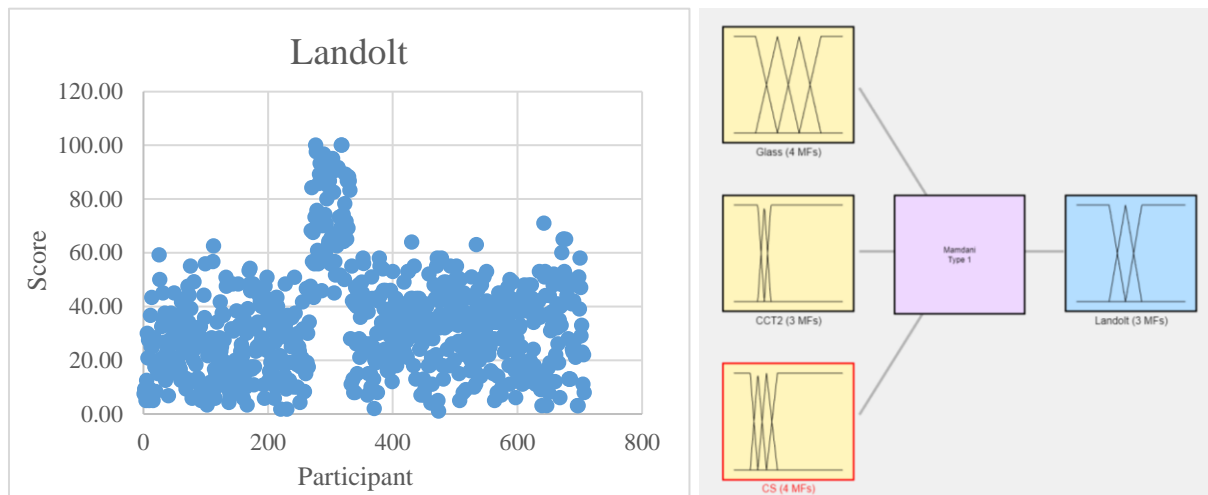 Landolt
120.00
100.00
80.00
60.00
40.00
20.00
0.00
0
200
400
600
800
Score
Participant
Glass (4 MFs)
CCT2 (3 MFs)
CS (4 MFs)
Mamdani
Type 1
Landolt (3 MFs)